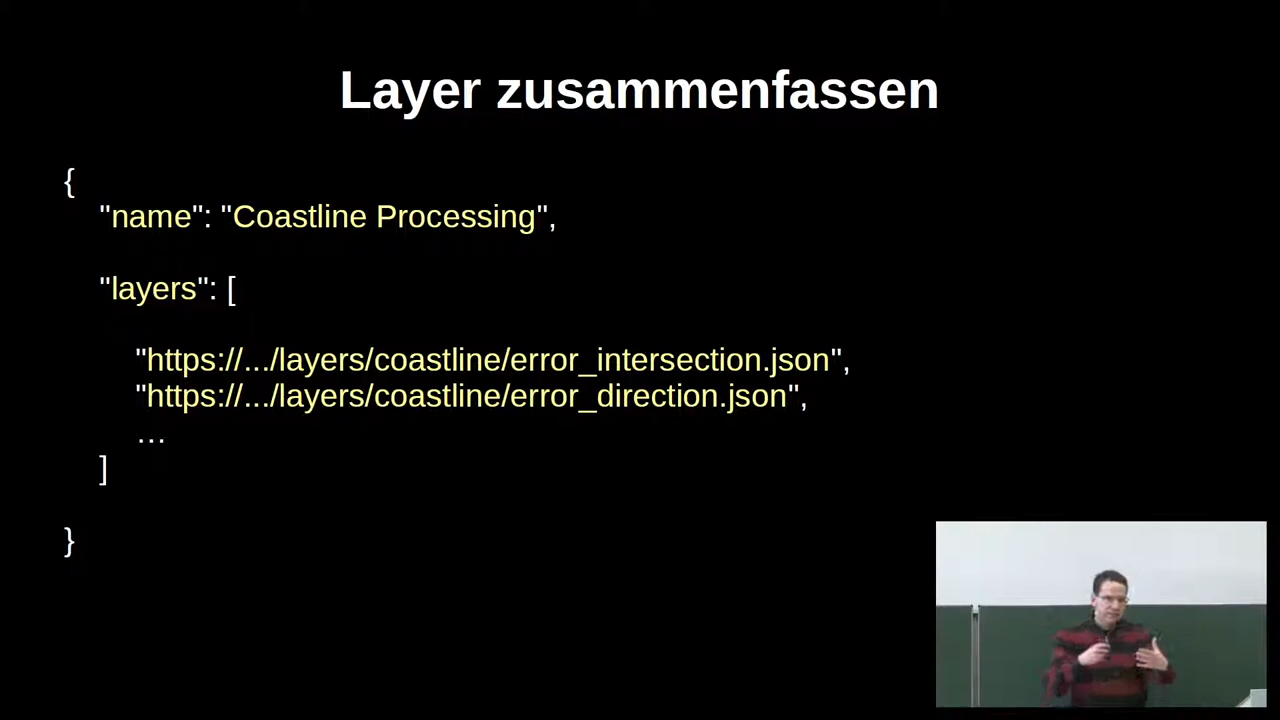 Layer zusammenfassen
{
"name": "Coastline Processing",
"layers": [
"https://.../layers/coastline/error_intersection.json",
"https://.../layers/coastline/error_direction.json",
...
]
}